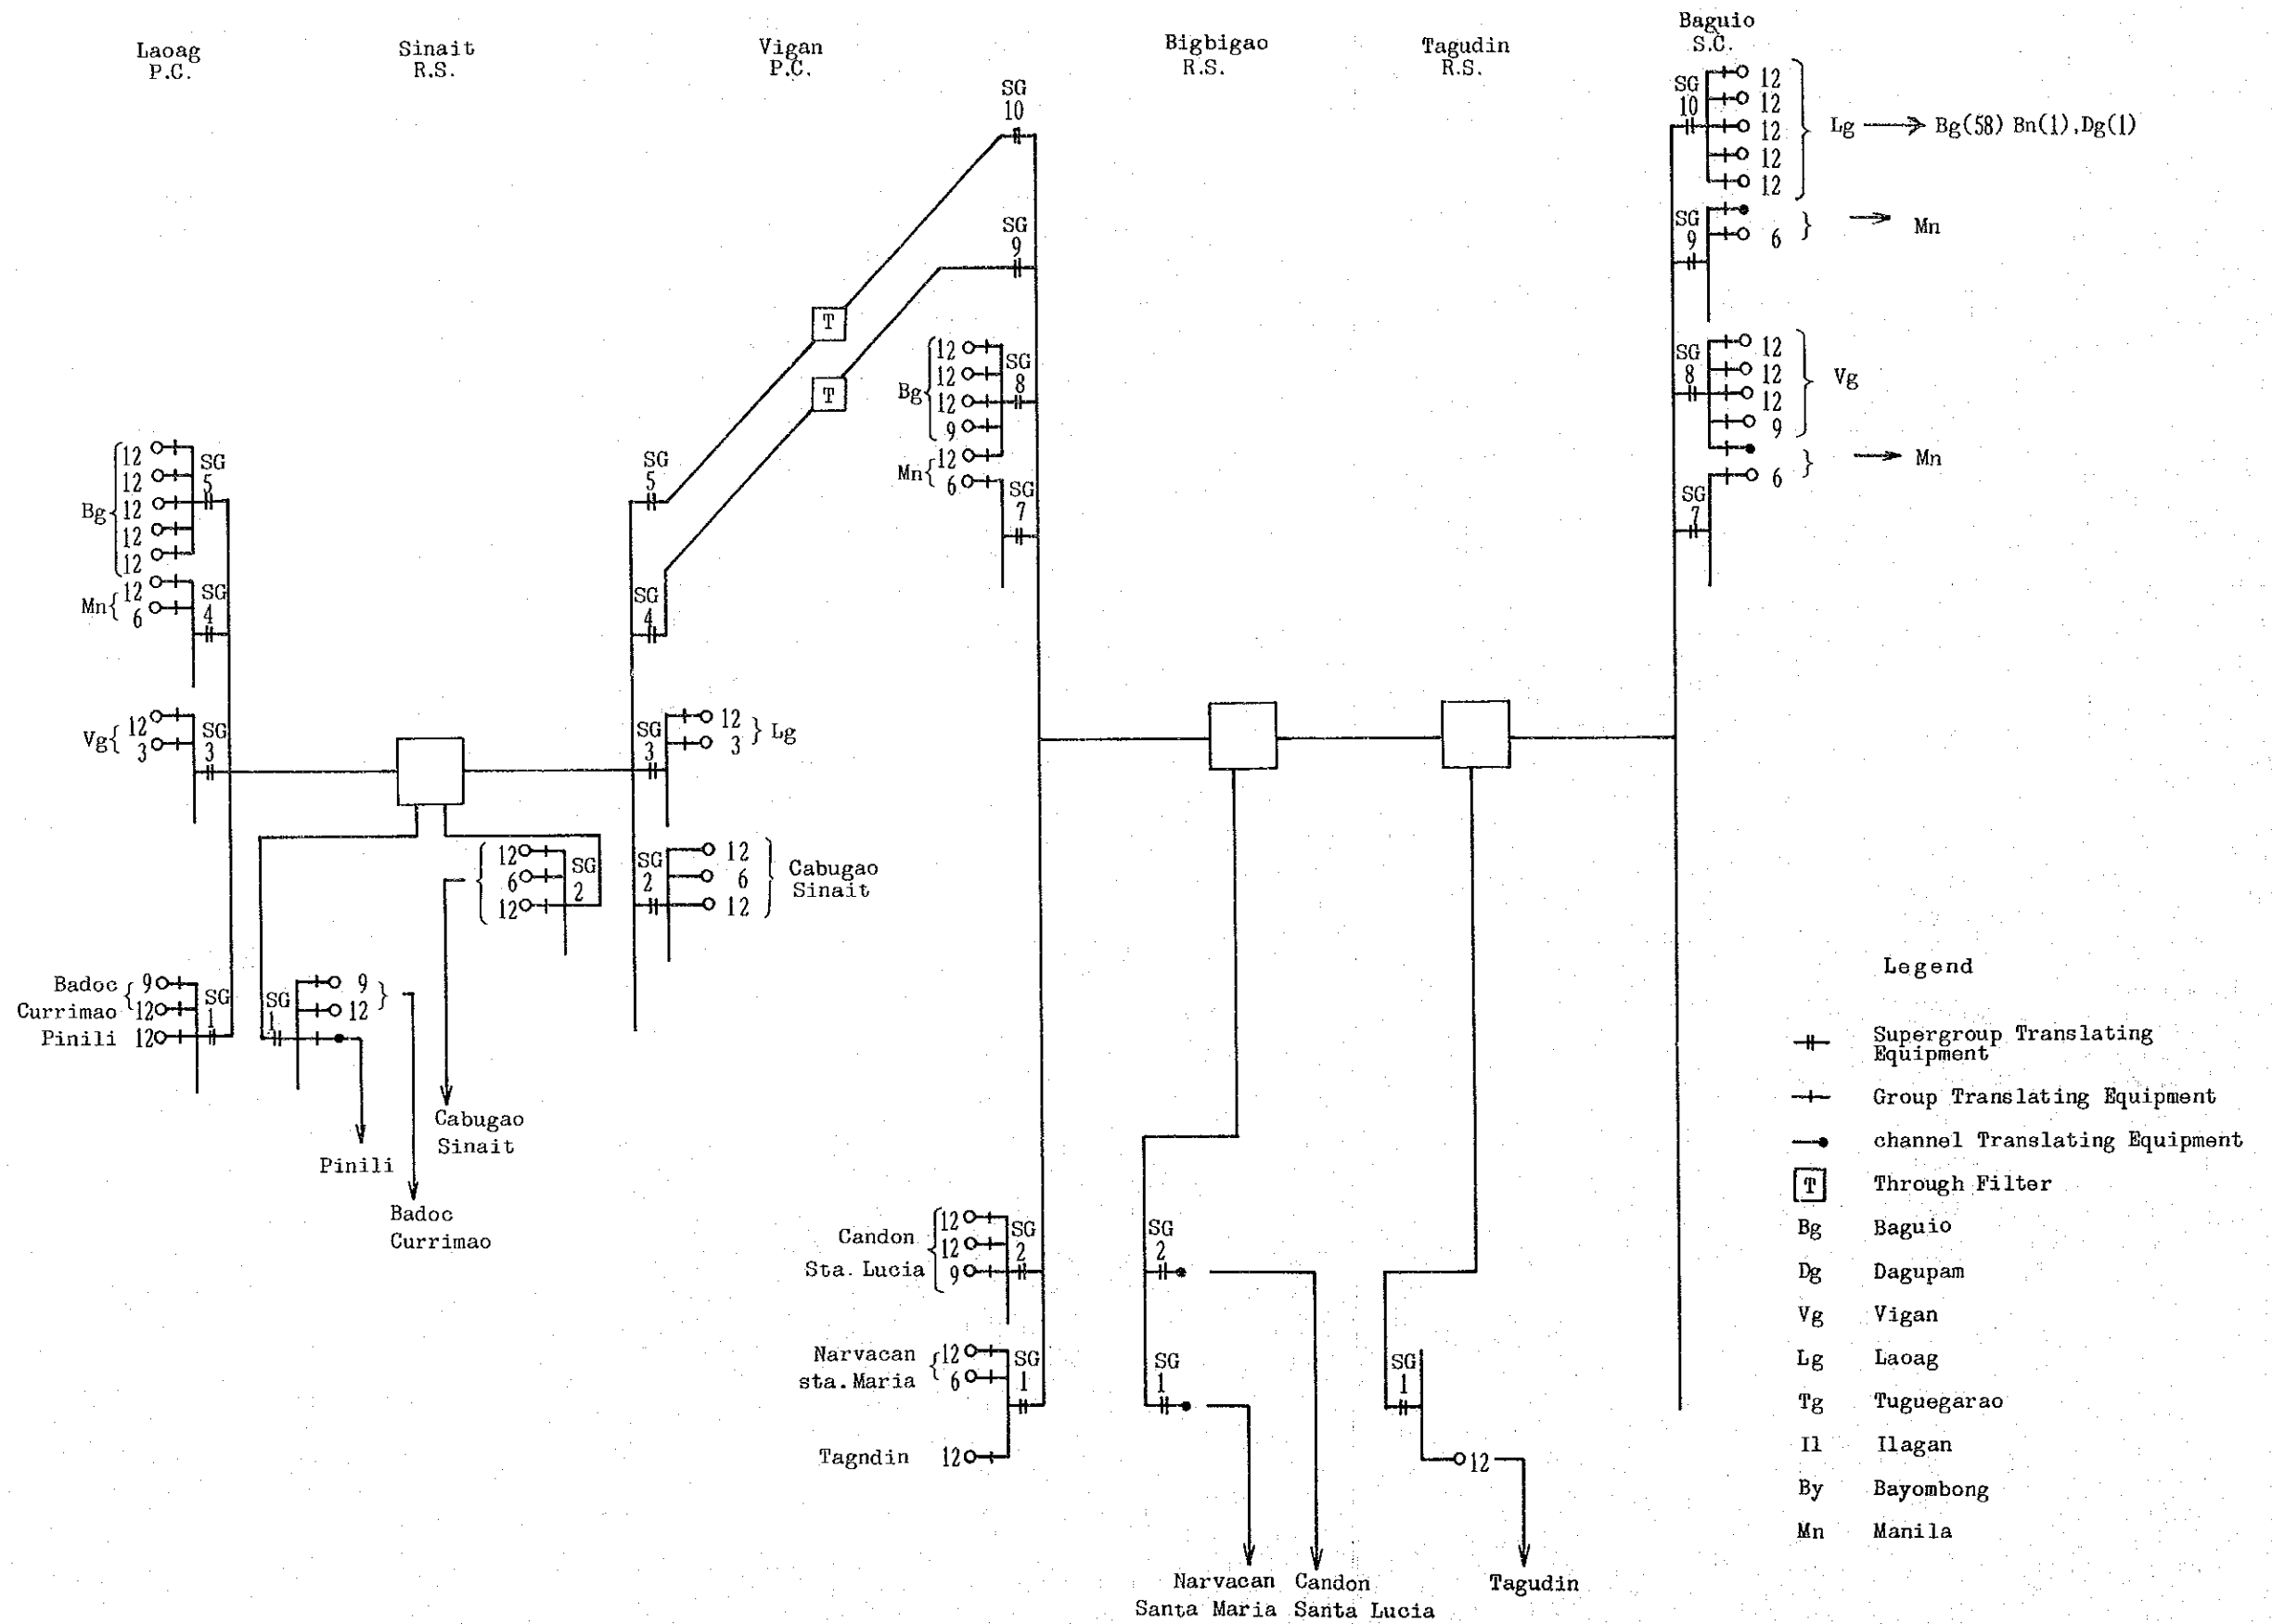 Laoag
P.C.
Sinait
R.S.
Vigan
P.C.
Bigbigao
R.S.
Tagudin
R.S.
Baguio
S.C.
SG
10
12
12
12
12
12
Lg
Bg(58) Bn(1),Dg(1)
SG
9
6
Mn
SG
8
12
12
12
9
Vg
Mn
SG
7
6
SG
10
SG
9
T
T
Bg
12
12
12
9
SG
8
Mn
12
6
SG
7
Bg
12
12
12
12
12
SG
5
Mn
12
6
SG
4
Vg
12
3
SG
3
SG
5
SG
4
SG
3
12
3
Lg
12
6
12
SG
2
SG
2
12
6
12
Cabugao
Sinait
Badoc
Currimao
Pinili
9
12
12
SG
1
SG
1
9
12
Pinili
Cabugao
Sinait
Badoc
Currimao
Candon
Sta. Lucia
12
12
9
SG
2
Narvacan
sta.Maria
12
6
SG
1
Tagndin
12
SG
2
SG
1
SG
1
12
Narvacan
Santa Maria
Candon
Santa Lucia
Tagudin
Legend
Supergroup Translating
Equipment
Group Translating Equipment
channel Translating Equipment
T Through Filter
Bg Baguio
Dg Dagupam
Vg Vigan
Lg Laoag
Tg Tuguegarao
Il Ilagan
By Bayombong
Mn Manila